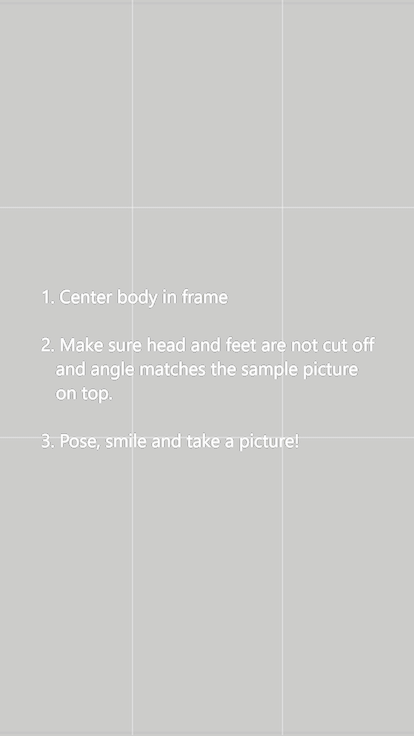 1. Center body in frame
2. Make sure head and feet are not cut off
and angle matches the sample picture
on top.
3. Pose, smile and take a picture!